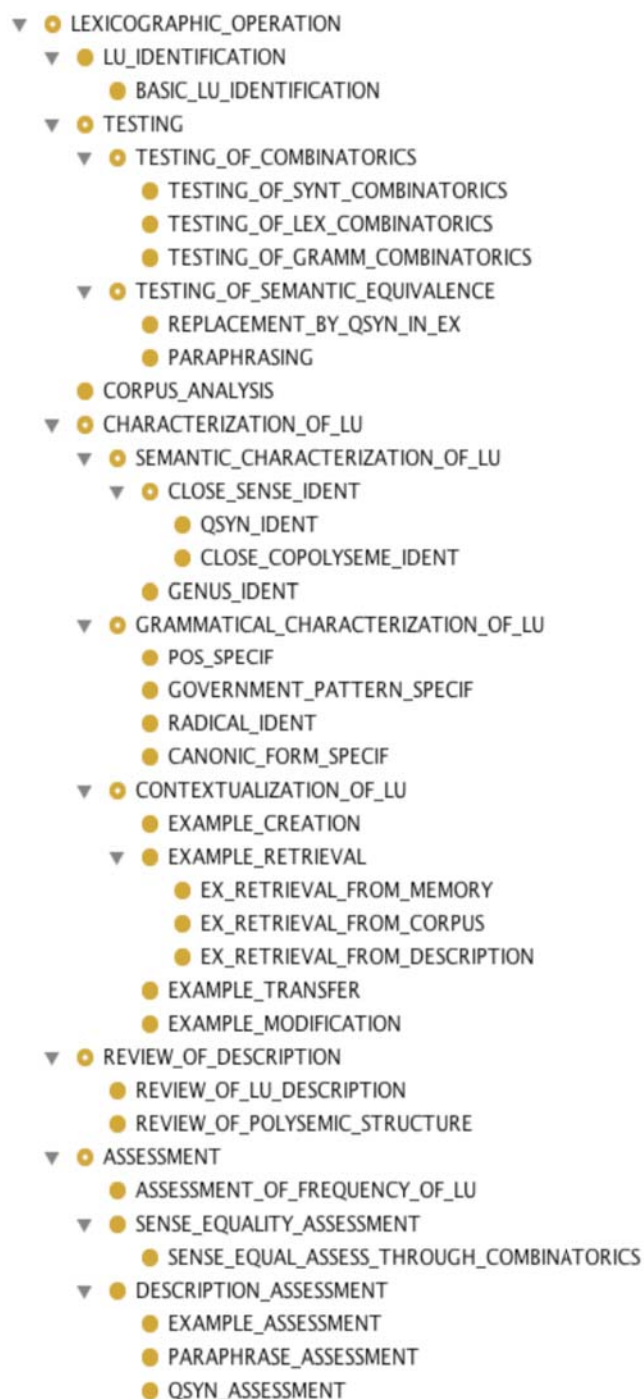 LEXICOGRAPHIC_OPERATION
LU_IDENTIFICATION
BASIC_LU_IDENTIFICATION
TESTING
TESTING_OF_COMBINATORICS
TESTING_OF_SYNT_COMBINATORICS
TESTING_OF_LEX_COMBINATORICS
TESTING_OF_GRAMM_COMBINATORICS
TESTING_OF_SEMANTIC_EQUIVALENCE
REPLACEMENT_BY_QSYN_IN_EX
PARAPHRASING
CORPUS_ANALYSIS
CHARACTERIZATION_OF_LU
SEMANTIC_CHARACTERIZATION_OF_LU
CLOSE_SENSE_IDENT
QSYN_IDENT
CLOSE_COPOLYSEME_IDENT
GENUS_IDENT
GRAMMATICAL_CHARACTERIZATION_OF_LU
POS_SPECIF
GOVERNMENT_PATTERN_SPECIF
RADICAL_IDENT
CANONIC_FORM_SPECIF
CONTEXTUALIZATION_OF_LU
EXAMPLE_CREATION
EXAMPLE_RETRIEVAL
EX_RETRIEVAL_FROM_MEMORY
EX_RETRIEVAL_FROM_CORPUS
EX_RETRIEVAL_FROM_DESCRIPTION
EXAMPLE_TRANSFER
EXAMPLE_MODIFICATION
REVIEW_OF_DESCRIPTION
REVIEW_OF_LU_DESCRIPTION
REVIEW_OF_POLYSEMIC_STRUCTURE
ASSESSMENT
ASSESSMENT_OF_FREQUENCY_OF_LU
SENSE_EQUALITY_ASSESSMENT
SENSE_EQUAL_ASSESS_THROUGH_COMBINATORICS
DESCRIPTION_ASSESSMENT
EXAMPLE_ASSESSMENT
PARAPHRASE_ASSESSMENT
QSYN_ASSESSMENT